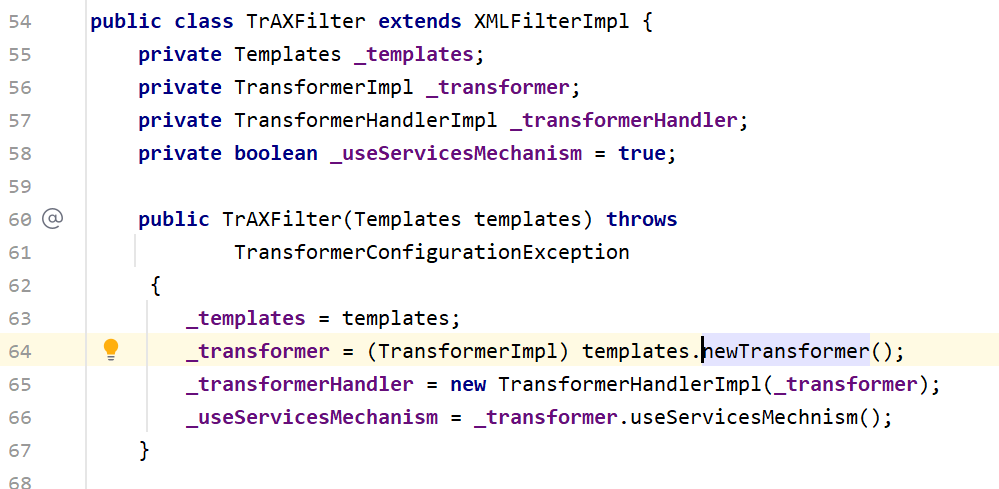 54 public class TrAXFilter extends XMLFilterImpl {
55 private Templates _templates;
56 private TransformerImpl _transformer;
57 private TransformerHandlerImpl _transformerHandler;
58 private boolean _useServicesMechanism = true;
59
60 @ public TrAXFilter(Templates templates) throws
61 TransformerConfigurationException
62 {
63 _templates = templates;
64 _transformer = (TransformerImpl) templates.newTransformer();
65 _transformerHandler = new TransformerHandlerImpl(_transformer);
66 _useServicesMechanism = _transformer.useServicesMechnism();
67 }
68